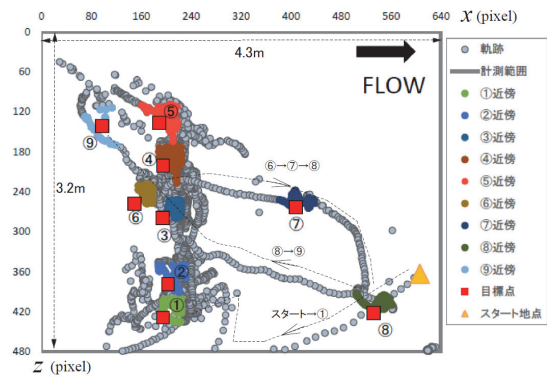 0 80 160 240 320 400 480 560 640 x (pixel)
0
60
120
180
240
300
360
420
480
z (pixel)
4.3m
3.2m
FLOW
⑤
⑨
④
⑥→⑦→⑧
⑥
③
⑦
⑧→⑨
②
スタート→①
①
⑧
軌跡
計測範囲
①近傍
②近傍
③近傍
④近傍
⑤近傍
⑥近傍
⑦近傍
⑧近傍
⑨近傍
目標点
スタート地点